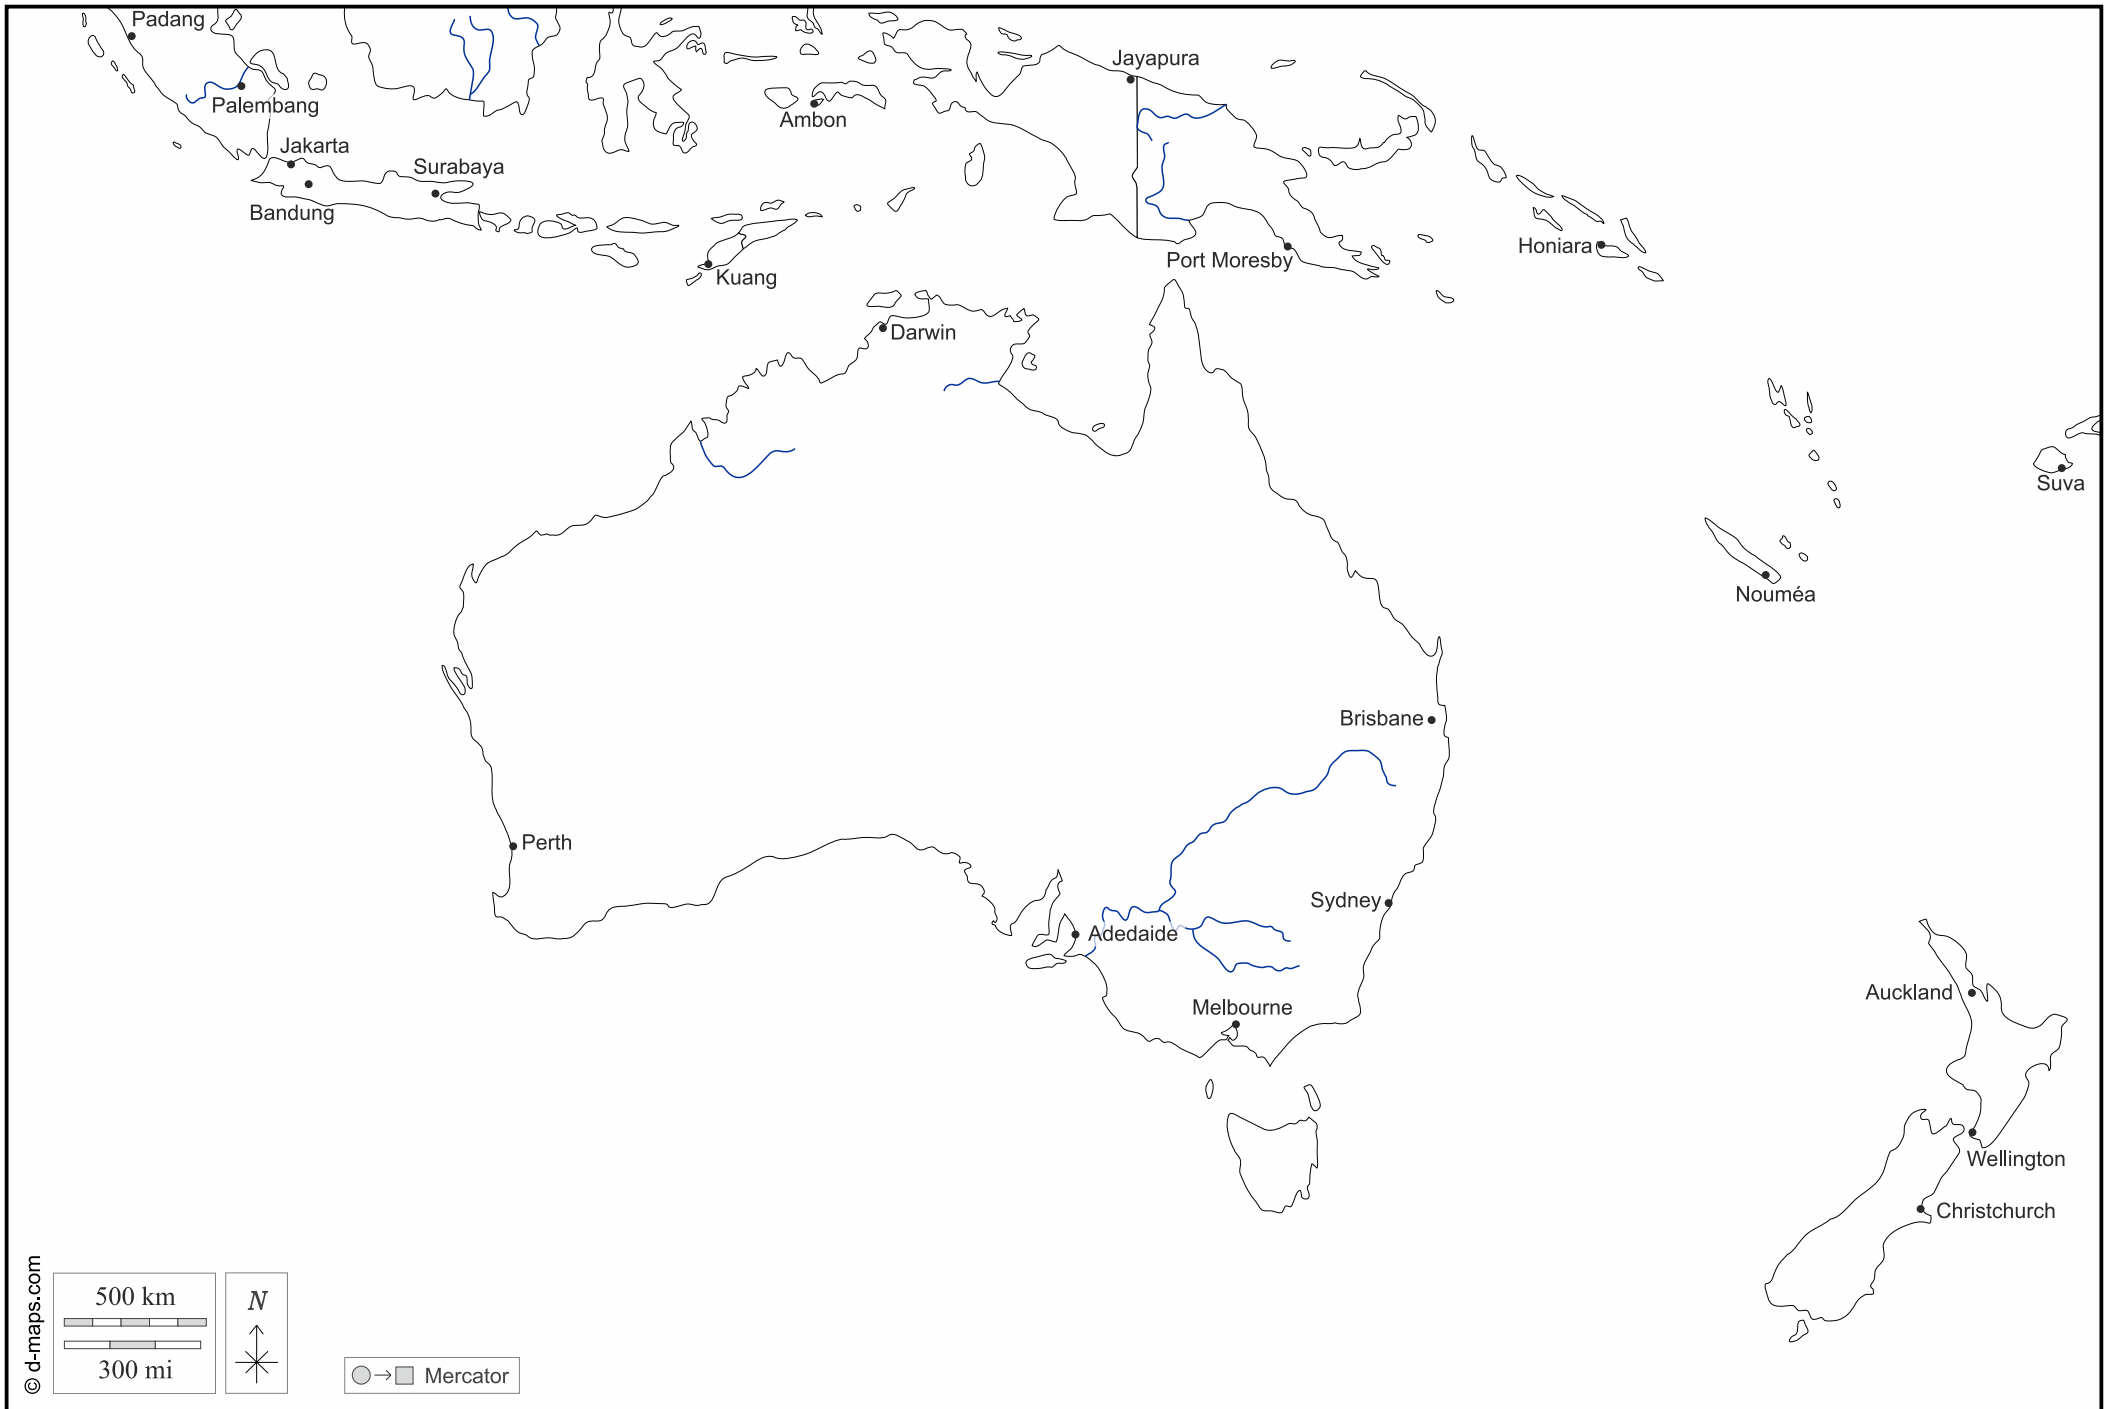 Padang
Jayapura
Palembang
Ambon
Jakarta
Surabaya
Bandung
Honiara
Port Moresby
Kuang
Darwin
Suva
Nouméa
Brisbane
Perth
Sydney
Adedaide
Auckland
Melbourne
Wellington
Christchurch
© d-maps.com
500 km
300 mi
N
Mercator